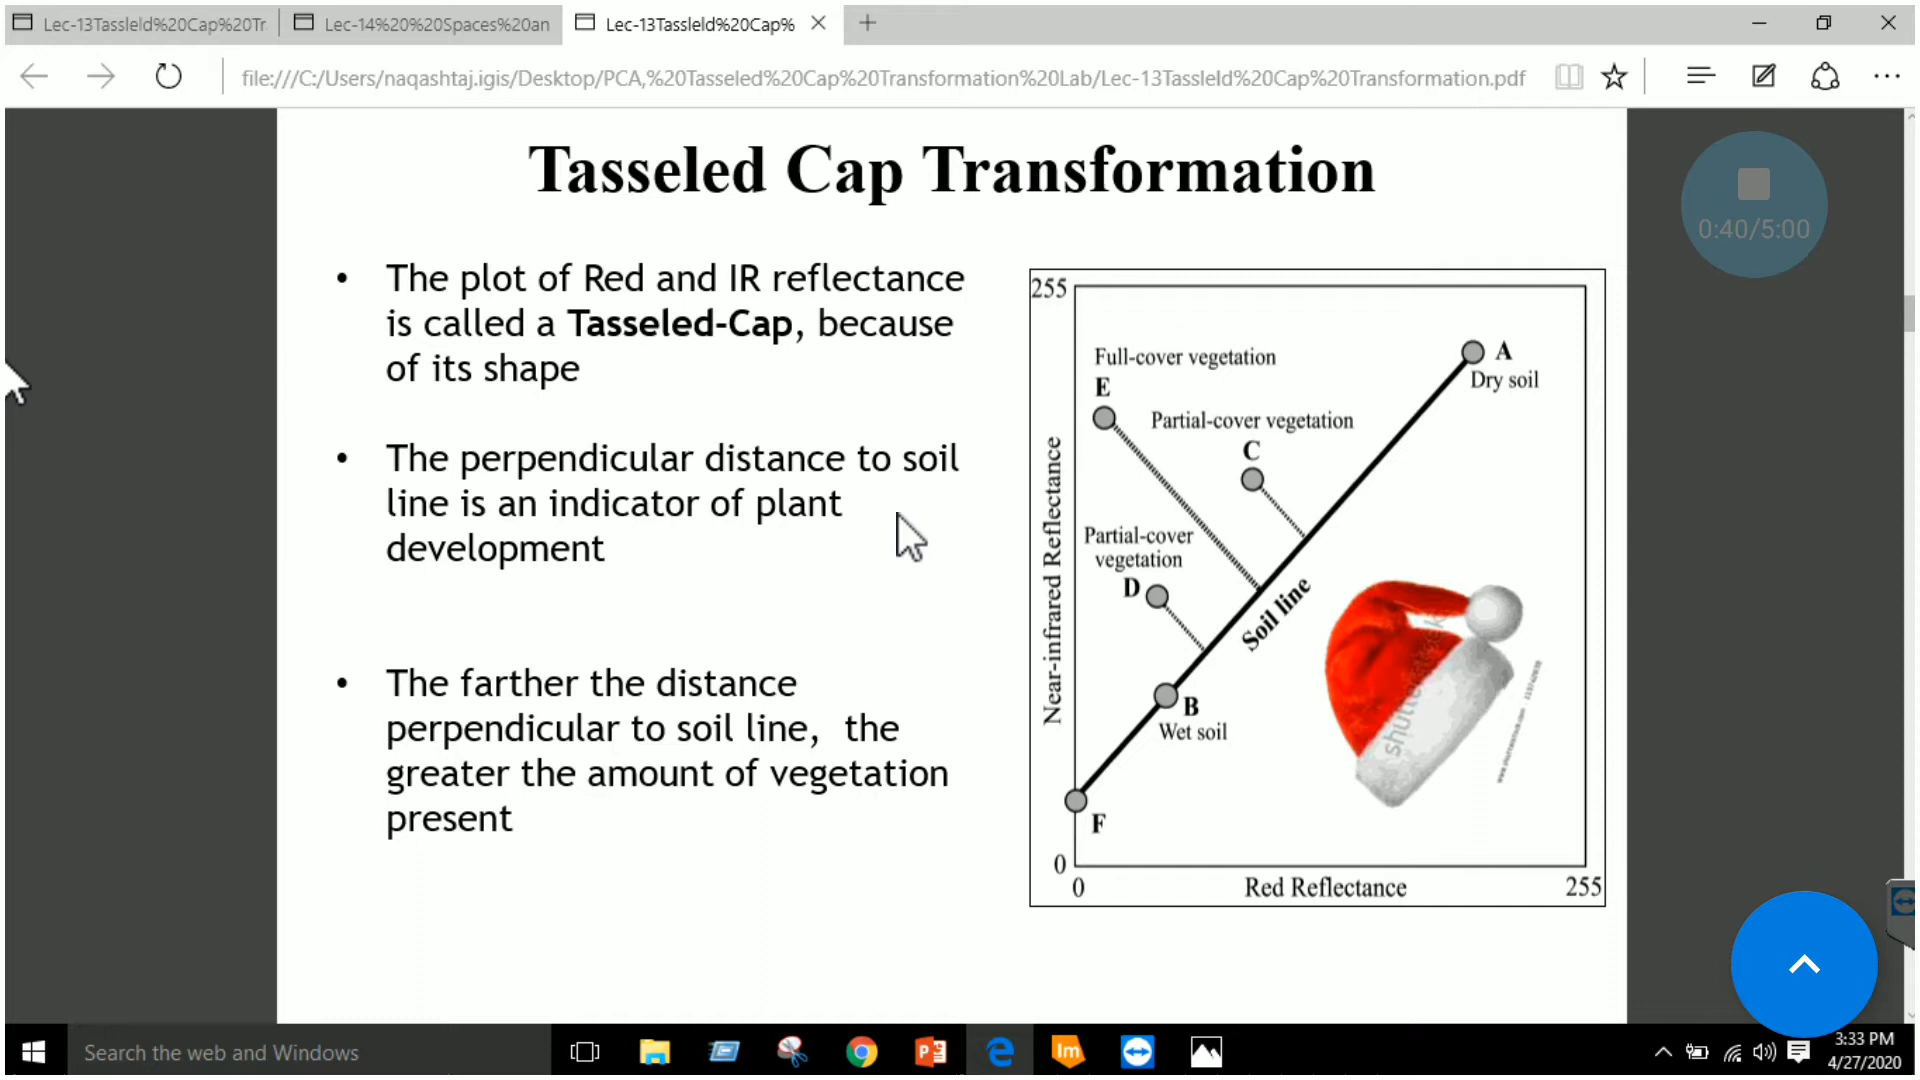 Lec-13Tassleld%20Cap%20Tr
Lec-14%20%20Spaces%20an
Lec-13Tassleld%20Cap%
file:///C:/Users/naqashtaj.igis/Desktop/PCA,%20Tasseled%20Cap%20Transformation%20Lab/Lec-13Tassleld%20Cap%20Transformation.pdf
Tasseled Cap Transformation
0:40/5:00
• The plot of Red and IR reflectance
is called a Tasseled-Cap, because
of its shape
• The perpendicular distance to soil
line is an indicator of plant
development
• The farther the distance
perpendicular to soil line, the
greater the amount of vegetation
present
255
Full-cover vegetation
E
A
Dry soil
Partial-cover vegetation
C
Near-infrared Reflectance
Partial-cover
vegetation
D
Soil line
B
Wet soil
F
0
0
Red Reflectance
255
shutterstock
Search the web and Windows
Im
3:33 PM
4/27/2020